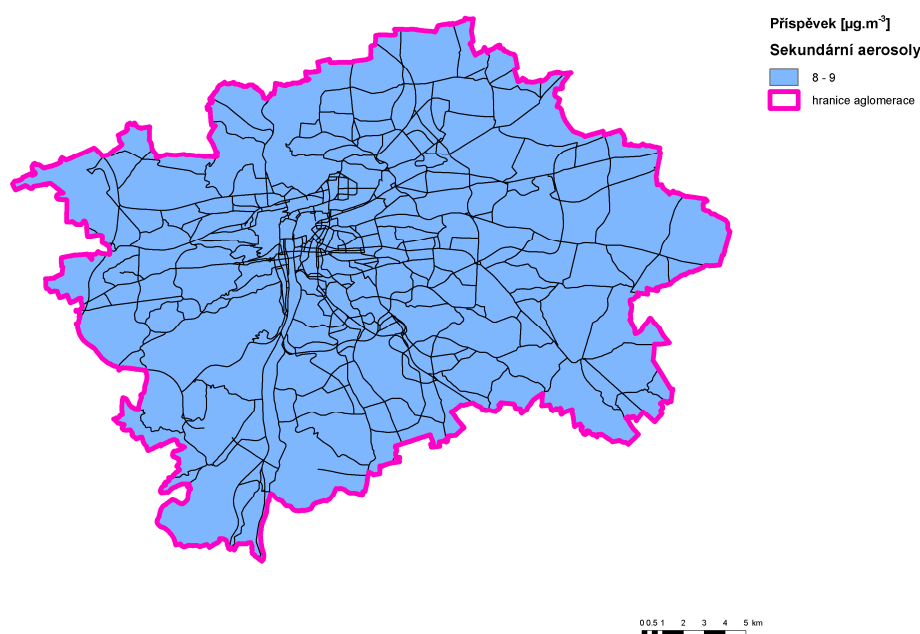 Příspěvek [µg.m⁻³]
Sekundární aerosoly
8 - 9
hranice aglomerace
0 0.5 1 2 3 4 5 km